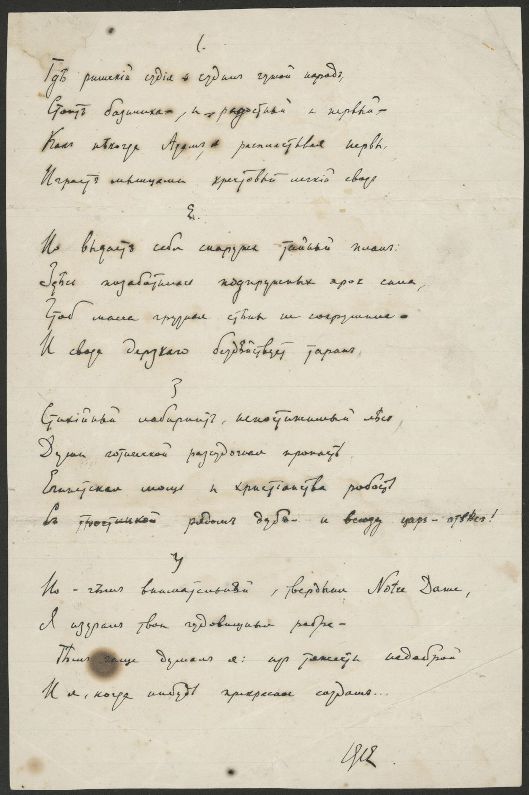 1.
Гдѣ римскій судія судилъ чужой народъ,
Стоитъ базилика, и радостный и первый
Какъ нѣкогда Адамъ, распластывая нервы,
Играетъ мышцами крестовый легкій сводъ
2.
Но выдаетъ себя снаружи тайный планъ:
Здѣсь позаботилась подпружныхъ арокъ сила,
Чтобъ масса грузная стѣны не сокрушила
И свода дерзкаго бездѣйствуетъ таранъ.
3
Стихійный лабиринтъ, непостижимый лѣсъ,
Души готической разсудочная пропасть
Египетская мощь и христіанства робость
Съ тростинкой рядомъ дубъ и всюду царь - отвѣсъ!
4
Но - чѣмъ внимательнѣй, твердыня Notre Dame,
Я изучалъ твои чудовищныя ребра
Тѣмъ чаще думалъ я: изъ тяжести недоброй
И я, когда нибудь прекрасное создамъ...
1912.